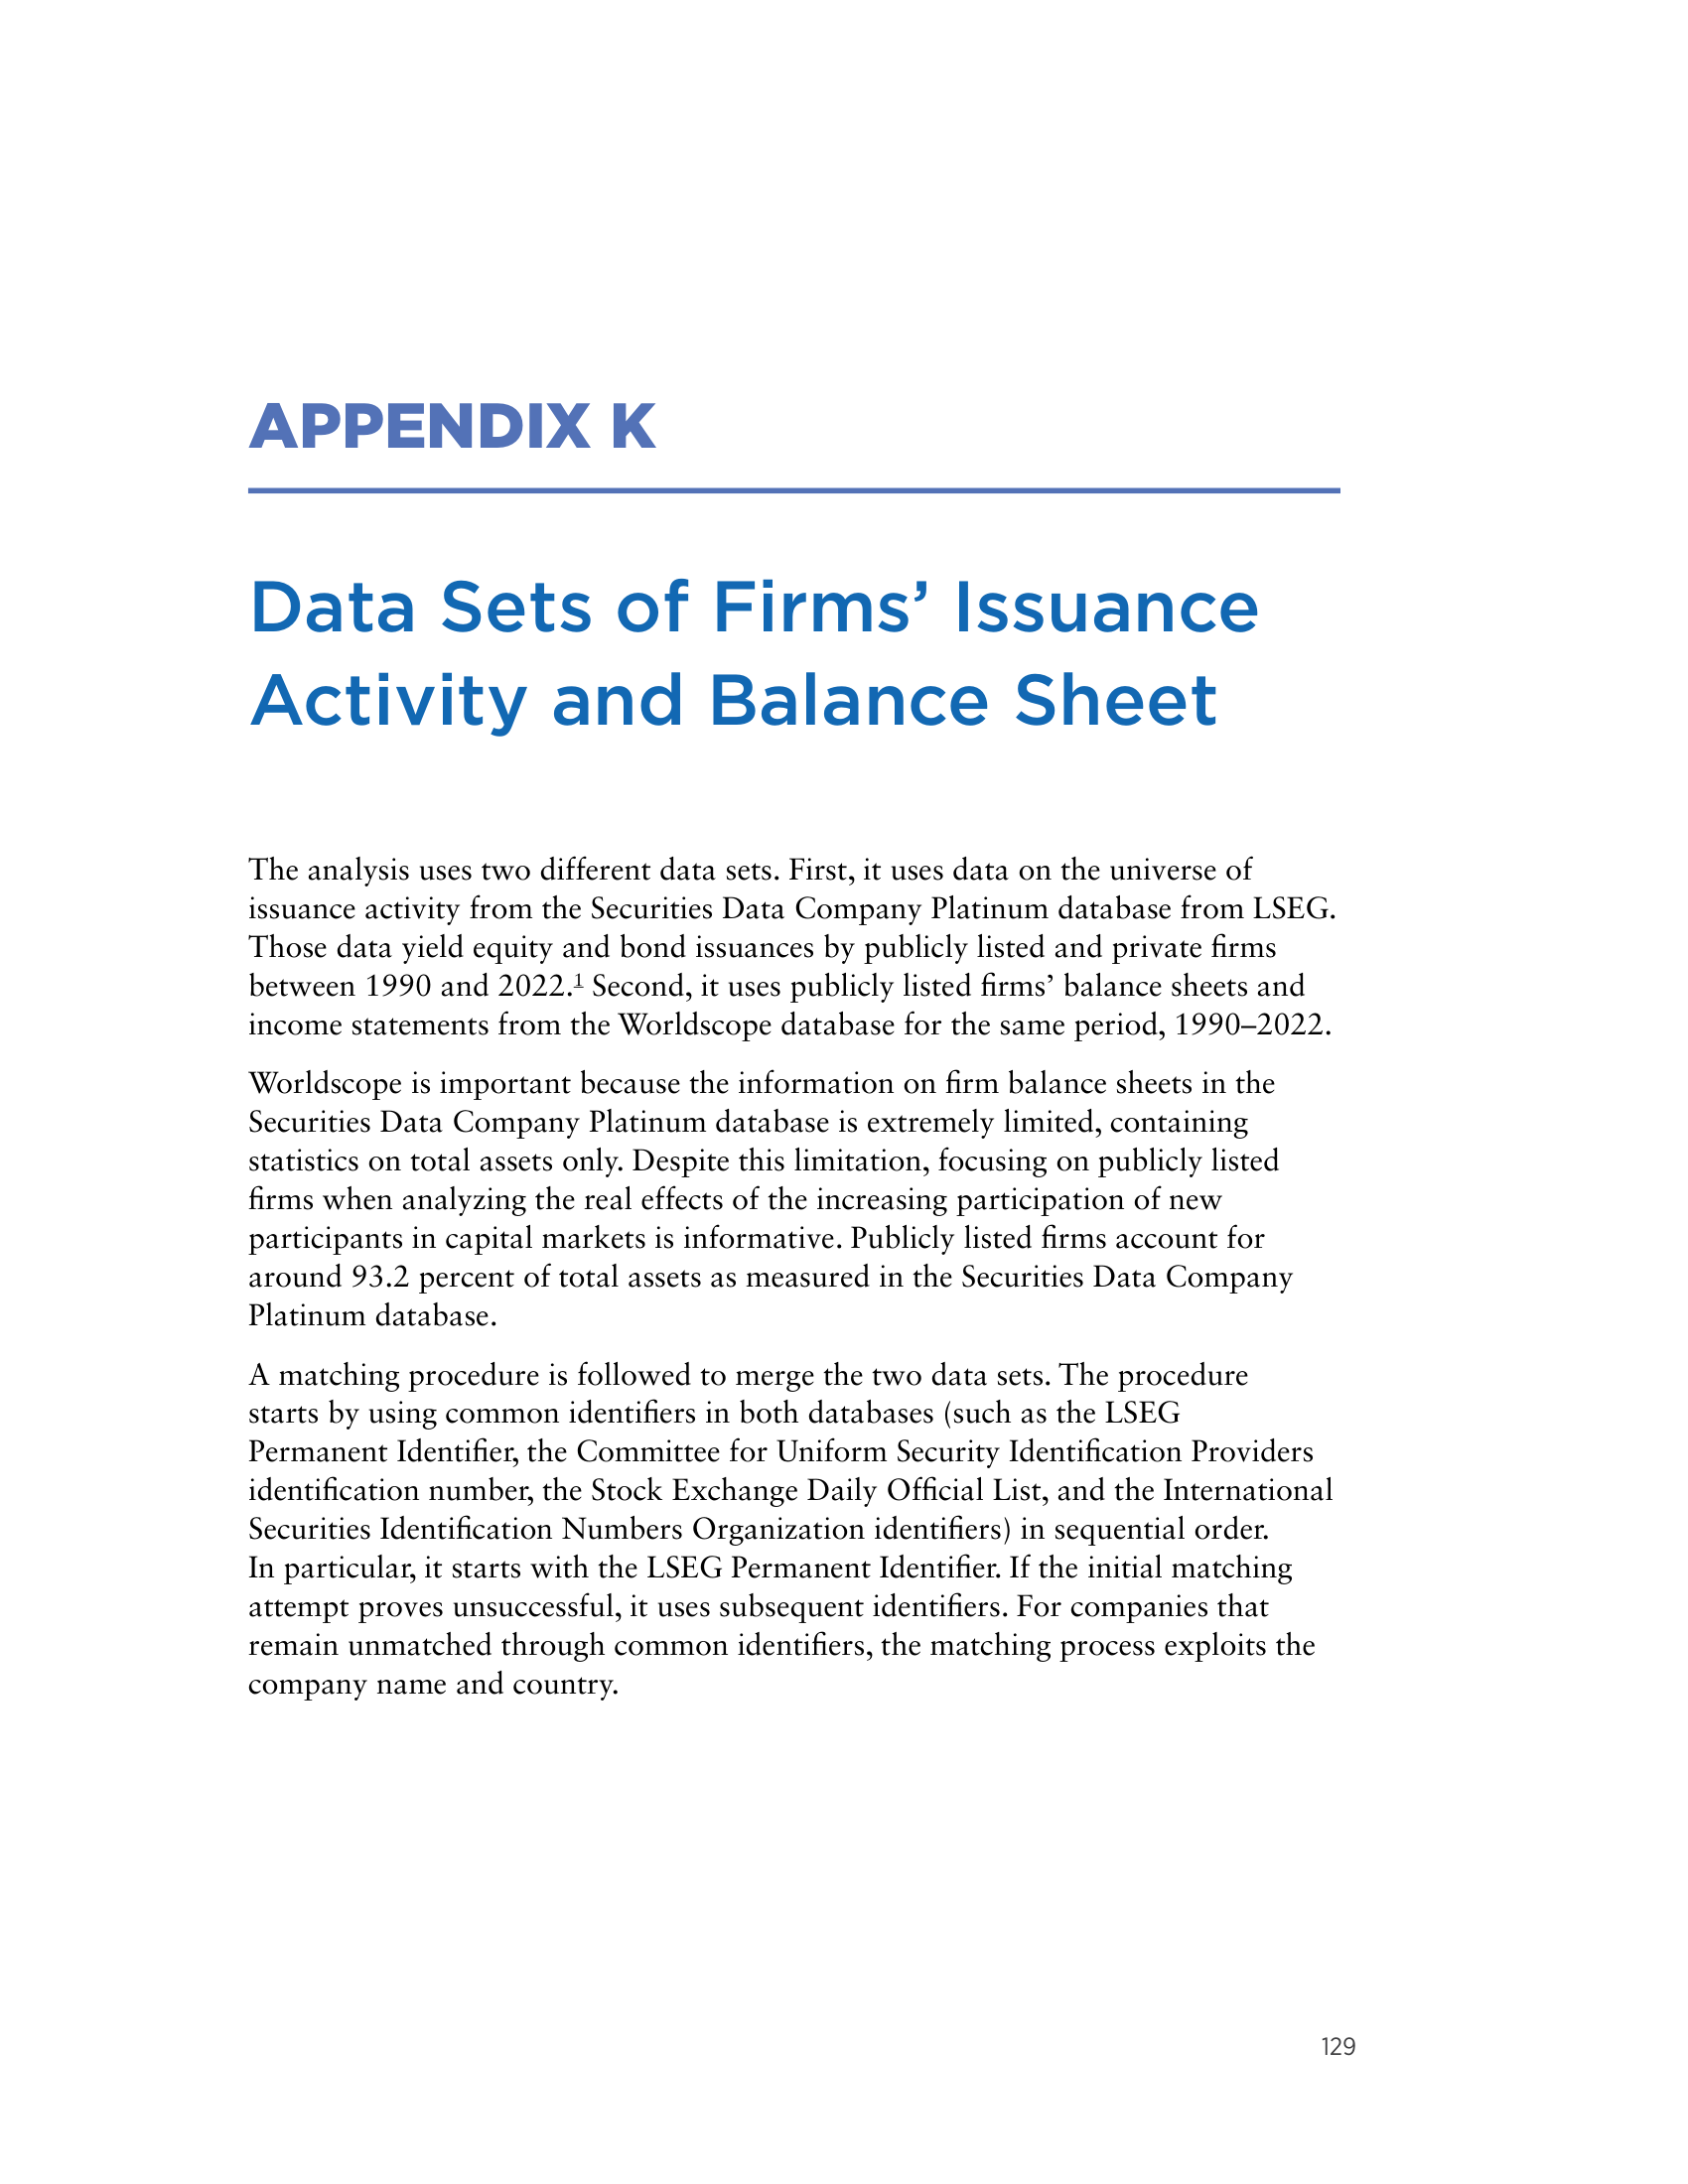 APPENDIX K
Data Sets of Firms’ Issuance
Activity and Balance Sheet
The analysis uses two different data sets. First, it uses data on the universe of
issuance activity from the Securities Data Company Platinum database from LSEG.
Those data yield equity and bond issuances by publicly listed and private firms
between 1990 and 2022.1 Second, it uses publicly listed firms’ balance sheets and
income statements from the Worldscope database for the same period, 1990–2022.
Worldscope is important because the information on firm balance sheets in the
Securities Data Company Platinum database is extremely limited, containing
statistics on total assets only. Despite this limitation, focusing on publicly listed
firms when analyzing the real effects of the increasing participation of new
participants in capital markets is informative. Publicly listed firms account for
around 93.2 percent of total assets as measured in the Securities Data Company
Platinum database.
A matching procedure is followed to merge the two data sets. The procedure
starts by using common identifiers in both databases (such as the LSEG
Permanent Identifier, the Committee for Uniform Security Identification Providers
identification number, the Stock Exchange Daily Official List, and the International
Securities Identification Numbers Organization identifiers) in sequential order.
In particular, it starts with the LSEG Permanent Identifier. If the initial matching
attempt proves unsuccessful, it uses subsequent identifiers. For companies that
remain unmatched through common identifiers, the matching process exploits the
company name and country.
129